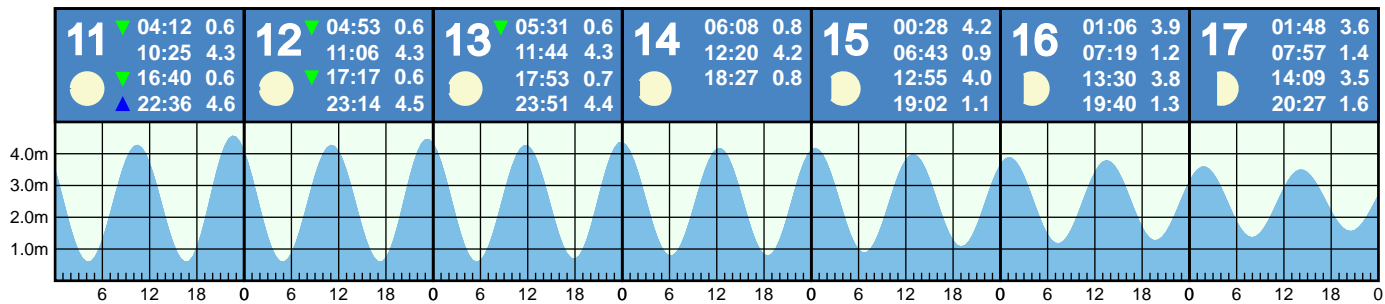 11 ▼ 04:12 0.6
10:25 4.3
▼ 16:40 0.6
▲ 22:36 4.6
12 ▼ 04:53 0.6
11:06 4.3
▼ 17:17 0.6
23:14 4.5
13 ▼ 05:31 0.6
11:44 4.3
17:53 0.7
23:51 4.4
14 06:08 0.8
12:20 4.2
18:27 0.8
15 00:28 4.2
06:43 0.9
12:55 4.0
19:02 1.1
16 01:06 3.9
07:19 1.2
13:30 3.8
19:40 1.3
17 01:48 3.6
07:57 1.4
14:09 3.5
20:27 1.6
4.0m
3.0m
2.0m
1.0m
6 12 18 0 6 12 18 0 6 12 18 0 6 12 18 0 6 12 18 0 6 12 18 0 6 12 18 0